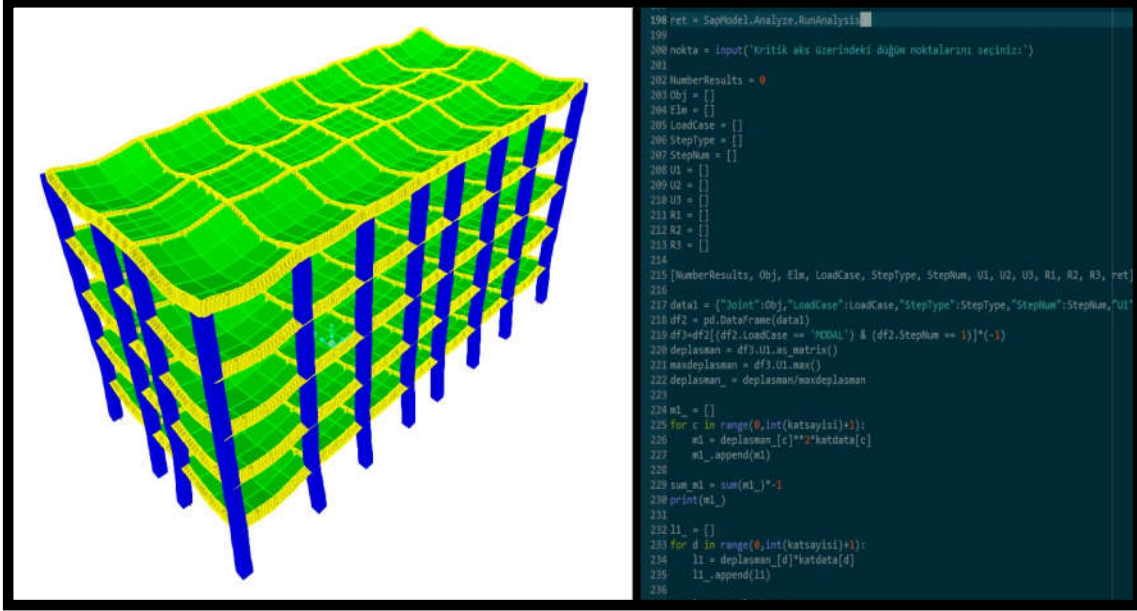 198 ret = SapModel.Analyze.RunAnalysis
199
200 nokta = input('Kritik aks üzerindeki düğüm noktalarını seçiniz:')
201
202 NumberResults = 0
203 Obj = []
204 Elm = []
205 LoadCase = []
206 StepType = []
207 StepNum = []
208 U1 = []
209 U2 = []
210 U3 = []
211 R1 = []
212 R2 = []
213 R3 = []
214
215 [NumberResults, Obj, Elm, LoadCase, StepType, StepNum, U1, U2, U3, R1, R2, R3, ret]
216
217 data1 = {"Joint":Obj,"LoadCase":LoadCase,"StepType":StepType,"StepNum":StepNum,"U1"
218 df2 = pd.DataFrame(data1)
219 df3=df2[(df2.LoadCase == 'MODAL') & (df2.StepNum == 1)]*(-1)
220 deplasman = df3.U1.as_matrix()
221 maxdeplasman = df3.U1.max()
222 deplasman_ = deplasman/maxdeplasman
223
224 m1_ = []
225 for c in range(0,int(katsayisi)+1):
226 m1 = deplasman_[c]**2*katdata[c]
227 m1_.append(m1)
228
229 sum_m1 = sum(m1_)*-1
230 print(m1_)
231
232 l1_ = []
233 for d in range(0,int(katsayisi)+1):
234 l1 = deplasman_[d]*katdata[d]
235 l1_.append(l1)
236